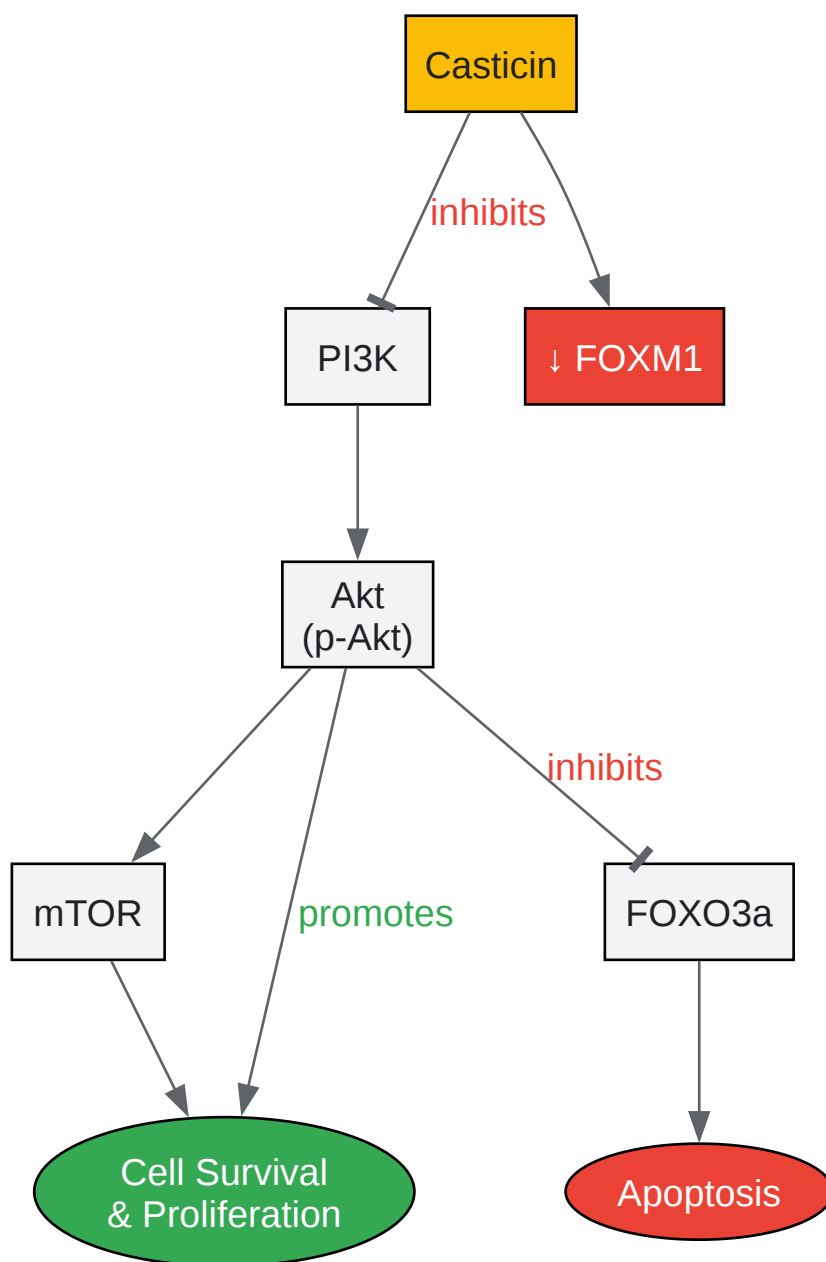 Casticin
inhibits
PI3K
↓ FOXM1
Akt
(p-Akt)
inhibits
mTOR
promotes
FOXO3a
Cell Survival
& Proliferation
Apoptosis